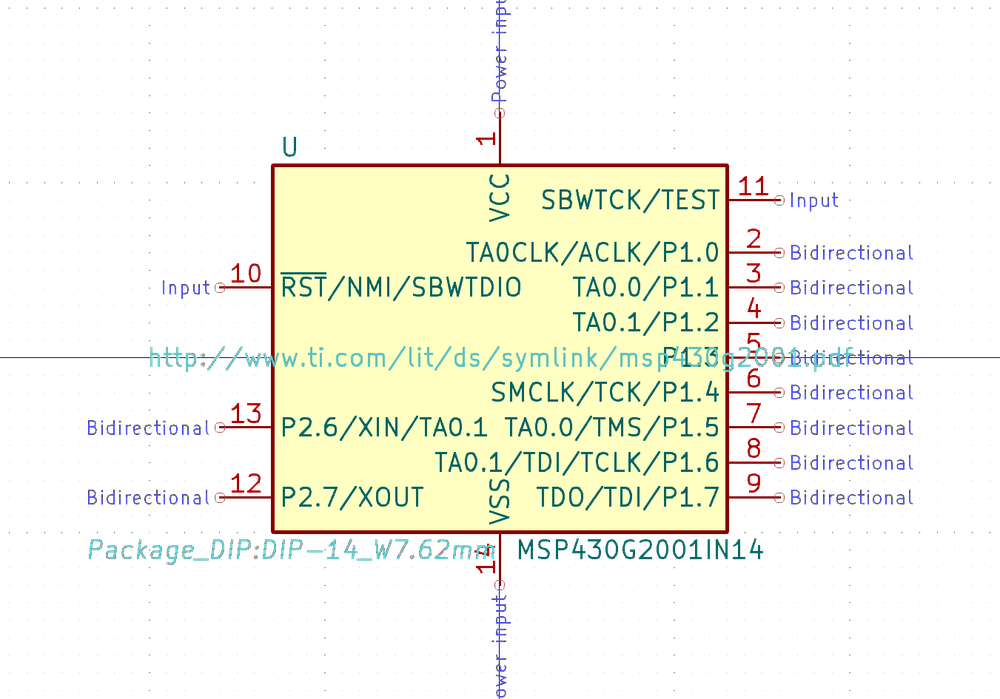 Power input
1
U
VCC
SBWTCK/TEST 11 Input
TA0CLK/ACLK/P1.0 2 Bidirectional
Input 10 RST/NMI/SBWTDIO TA0.0/P1.1 3 Bidirectional
TA0.1/P1.2 4 Bidirectional
http://www.ti.com/lit/ds/symlink/msp430g2001.pdf
P1.3 5 Bidirectional
SMCLK/TCK/P1.4 6 Bidirectional
Bidirectional 13 P2.6/XIN/TA0.1 TA0.0/TMS/P1.5 7 Bidirectional
TA0.1/TDI/TCLK/P1.6 8 Bidirectional
Bidirectional 12 P2.7/XOUT TDO/TDI/P1.7 9 Bidirectional
VSS
Package_DIP:DIP-14_W7.62mm MSP430G2001IN14
14
ower input